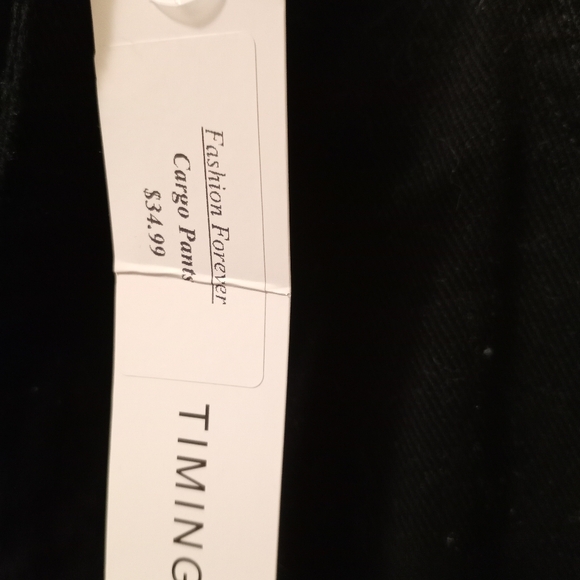 Fashion Forever
Cargo Pants
$34.99
TIMING